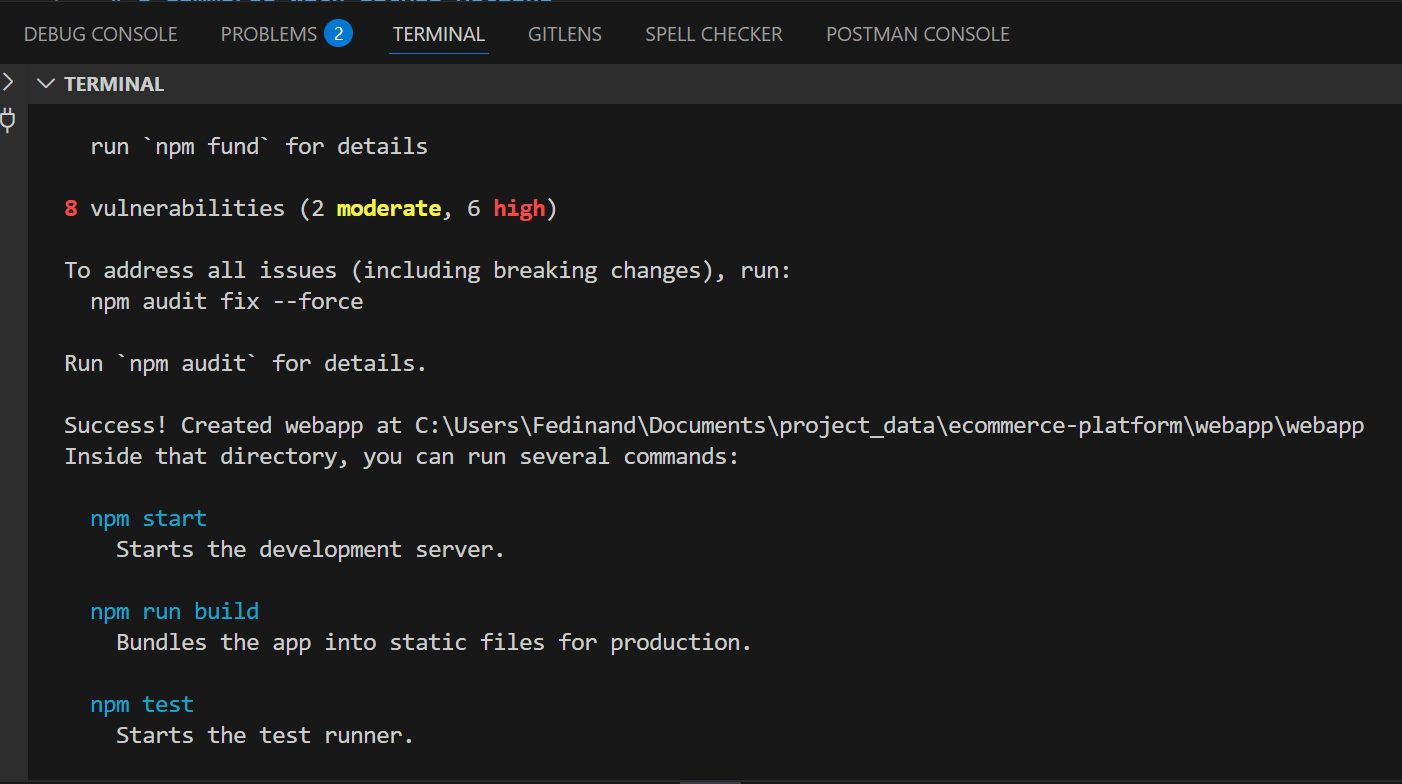 DEBUG CONSOLE PROBLEMS 2 TERMINAL GITLENS SPELL CHECKER POSTMAN CONSOLE
TERMINAL
run `npm fund` for details
8 vulnerabilities (2 moderate, 6 high)
To address all issues (including breaking changes), run:
npm audit fix --force
Run `npm audit` for details.
Success! Created webapp at C:\Users\Fedinand\Documents\project_data\ecommerce-platform\webapp\webapp
Inside that directory, you can run several commands:
npm start
Starts the development server.
npm run build
Bundles the app into static files for production.
npm test
Starts the test runner.